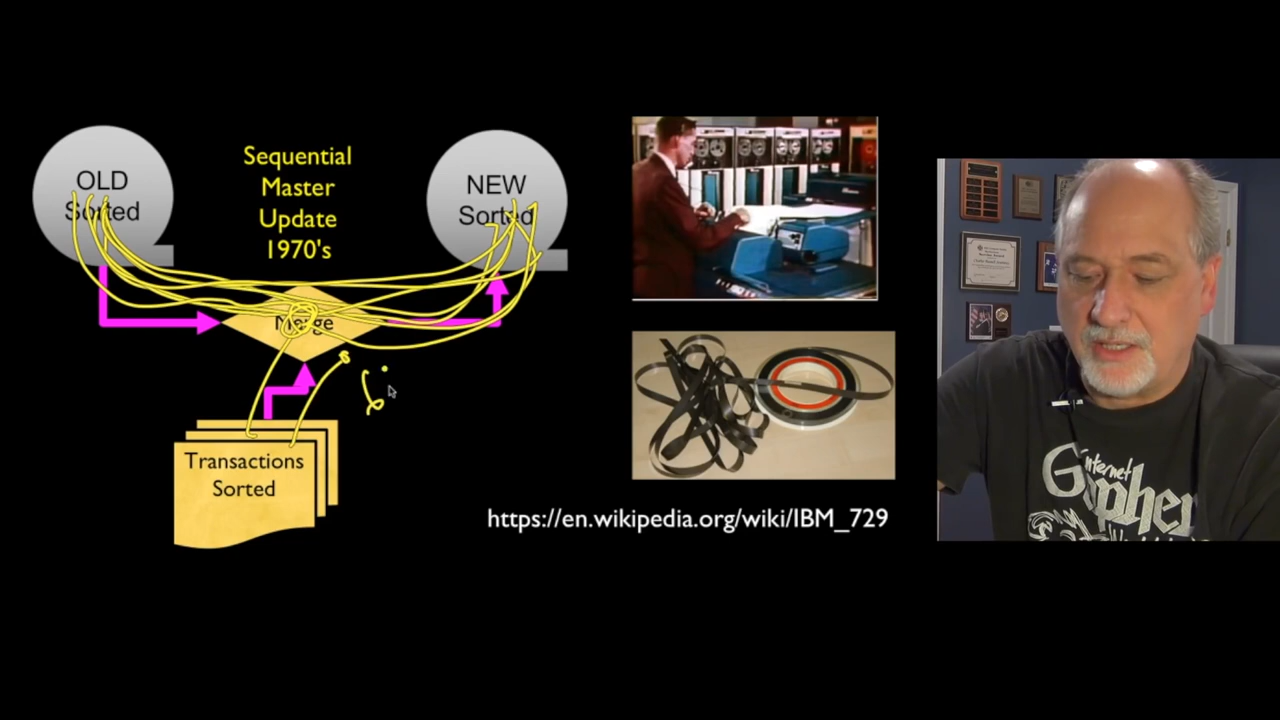 OLD
Sorted
Sequential
Master
Update
1970's
NEW
Sorted
Merge
Transactions
Sorted
https://en.wikipedia.org/wiki/IBM_729
Internet
Gopher